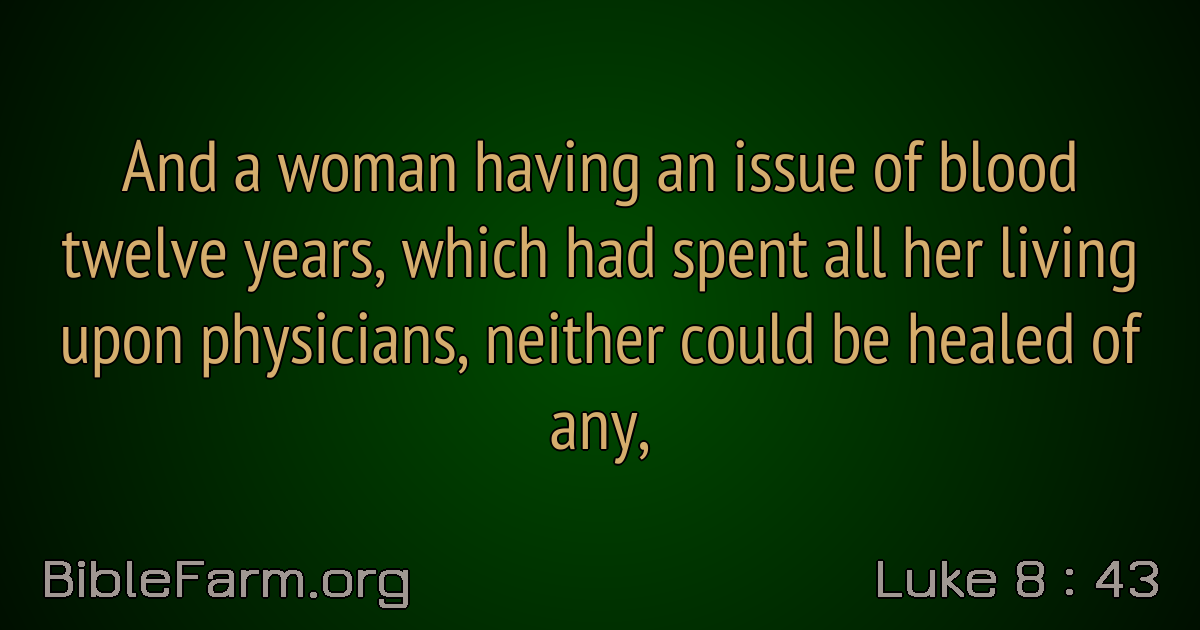 And a woman having an issue of blood
twelve years, which had spent all her living
upon physicians, neither could be healed of
any,
BibleFarm.org
Luke 8 : 43